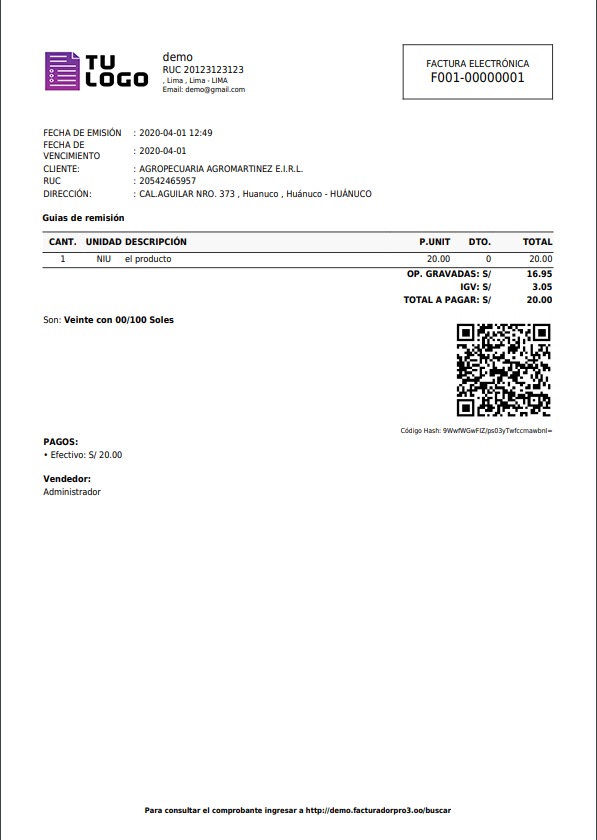 TU
LOGO
demo
RUC 20123123123
, Lima , Lima - LIMA
Email: demo@gmail.com
FACTURA ELECTRÓNICA
F001-00000001
FECHA DE EMISIÓN : 2020-04-01 12:49
FECHA DE
VENCIMIENTO : 2020-04-01
CLIENTE: : AGROPECUARIA AGROMARTINEZ E.I.R.L.
RUC : 20542465957
DIRECCIÓN: : CAL.AGUILAR NRO. 373 , Huanuco , Huánuco - HUÁNUCO
Guias de remisión
CANT. UNIDAD DESCRIPCIÓN P.UNIT DTO. TOTAL
1 NIU el producto 20.00 0 20.00
OP. GRAVADAS: S/ 16.95
IGV: S/ 3.05
TOTAL A PAGAR: S/ 20.00
Son: Veinte con 00/100 Soles
Código Hash: 9WwfWGwFIZ/ps03yTwfccmawbnI=
PAGOS:
• Efectivo: S/ 20.00
Vendedor:
Administrador
Para consultar el comprobante ingresar a http://demo.facturadorpro3.oo/buscar